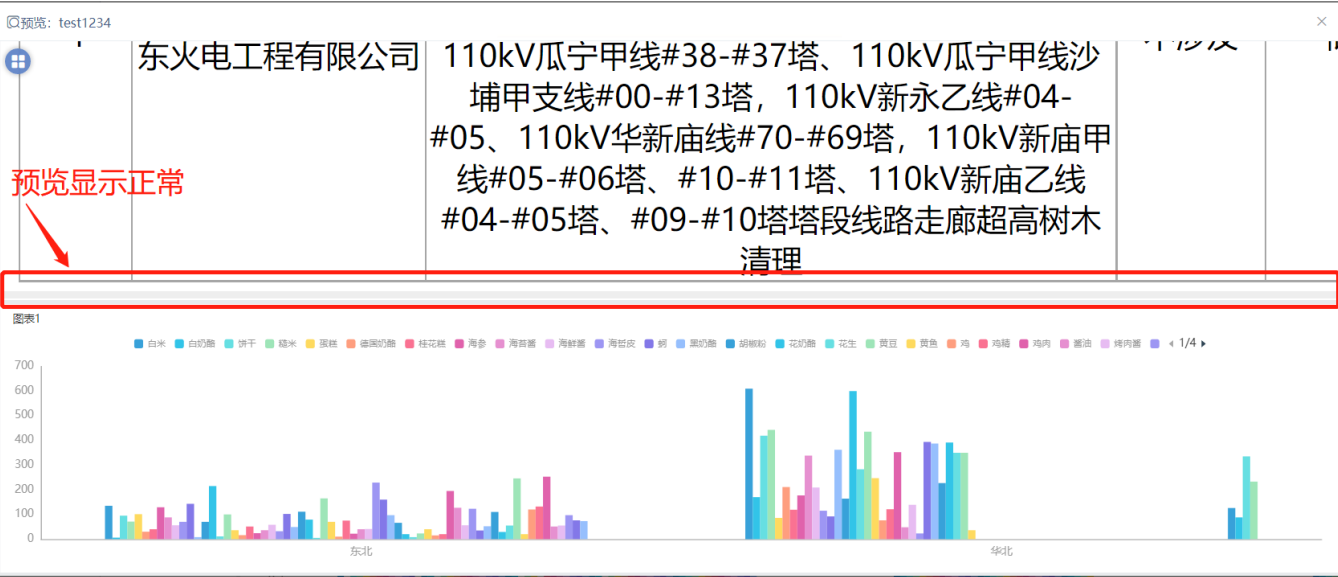 预览：test1234
东火电工程有限公司
110kV瓜宁甲线#38-#37塔、110kV瓜宁甲线沙
埔甲支线#00-#13塔，110kV新永乙线#04-
#05、110kV华新庙线#70-#69塔，110kV新庙甲
线#05-#06塔、#10-#11塔、110kV新庙乙线
#04-#05塔、#09-#10塔塔段线路走廊超高树木
清理
预览显示正常
图表1
白米 白奶酪 饼干 糙米 蛋糕 德国奶酪 桂花糕 海参 海苔酱 海鲜酱 海哲皮 蚵 黑奶酪 胡椒粉 花奶酪 花生 黄豆 黄鱼 鸡 鸡精 鸡肉 酱油 烤肉酱 1/4
700
600
500
400
300
200
100
0
东北 华北